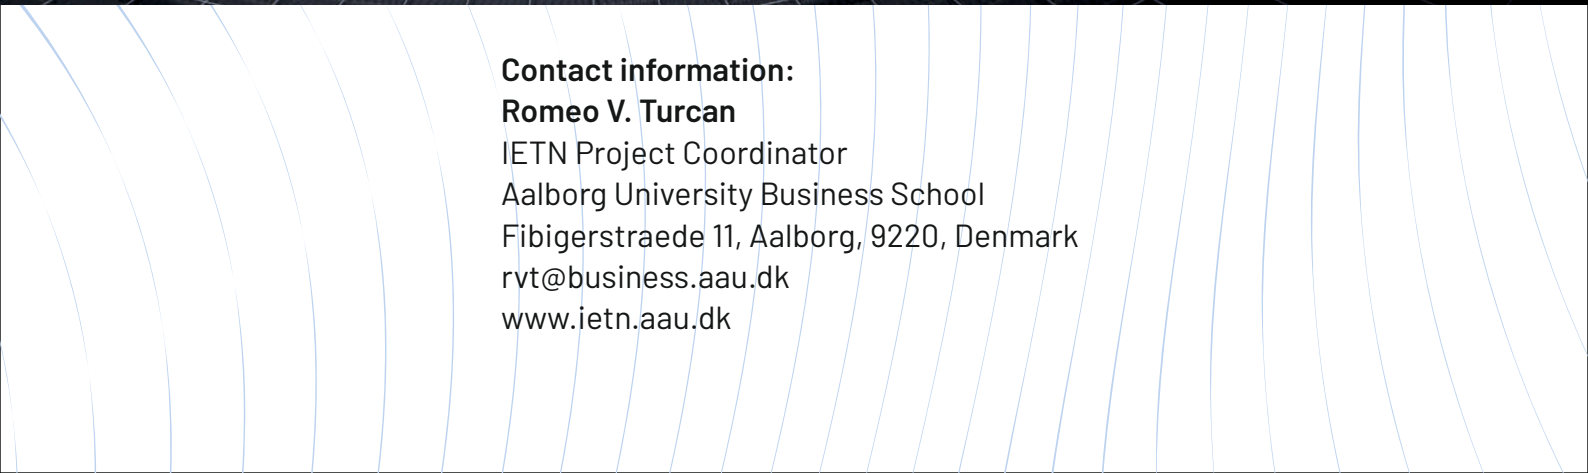 Contact information:
Romeo V. Turcan
IETN Project Coordinator
Aalborg University Business School
Fibigerstraede 11, Aalborg, 9220, Denmark
rvt@business.aau.dk
www.ietn.aau.dk